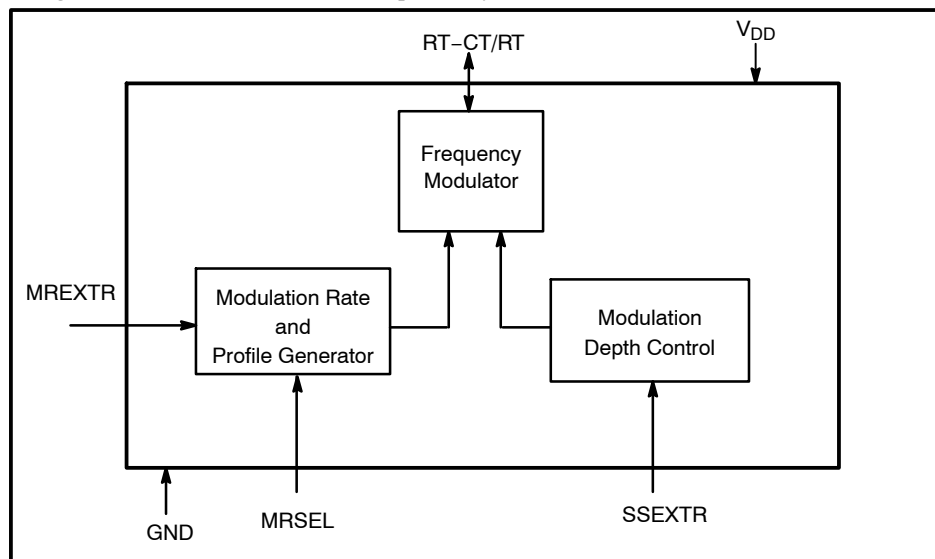 RT–CT/RT
VDD
Frequency
Modulator
MREXTR
Modulation Rate
and
Profile Generator
Modulation
Depth Control
GND
MRSEL
SSEXTR